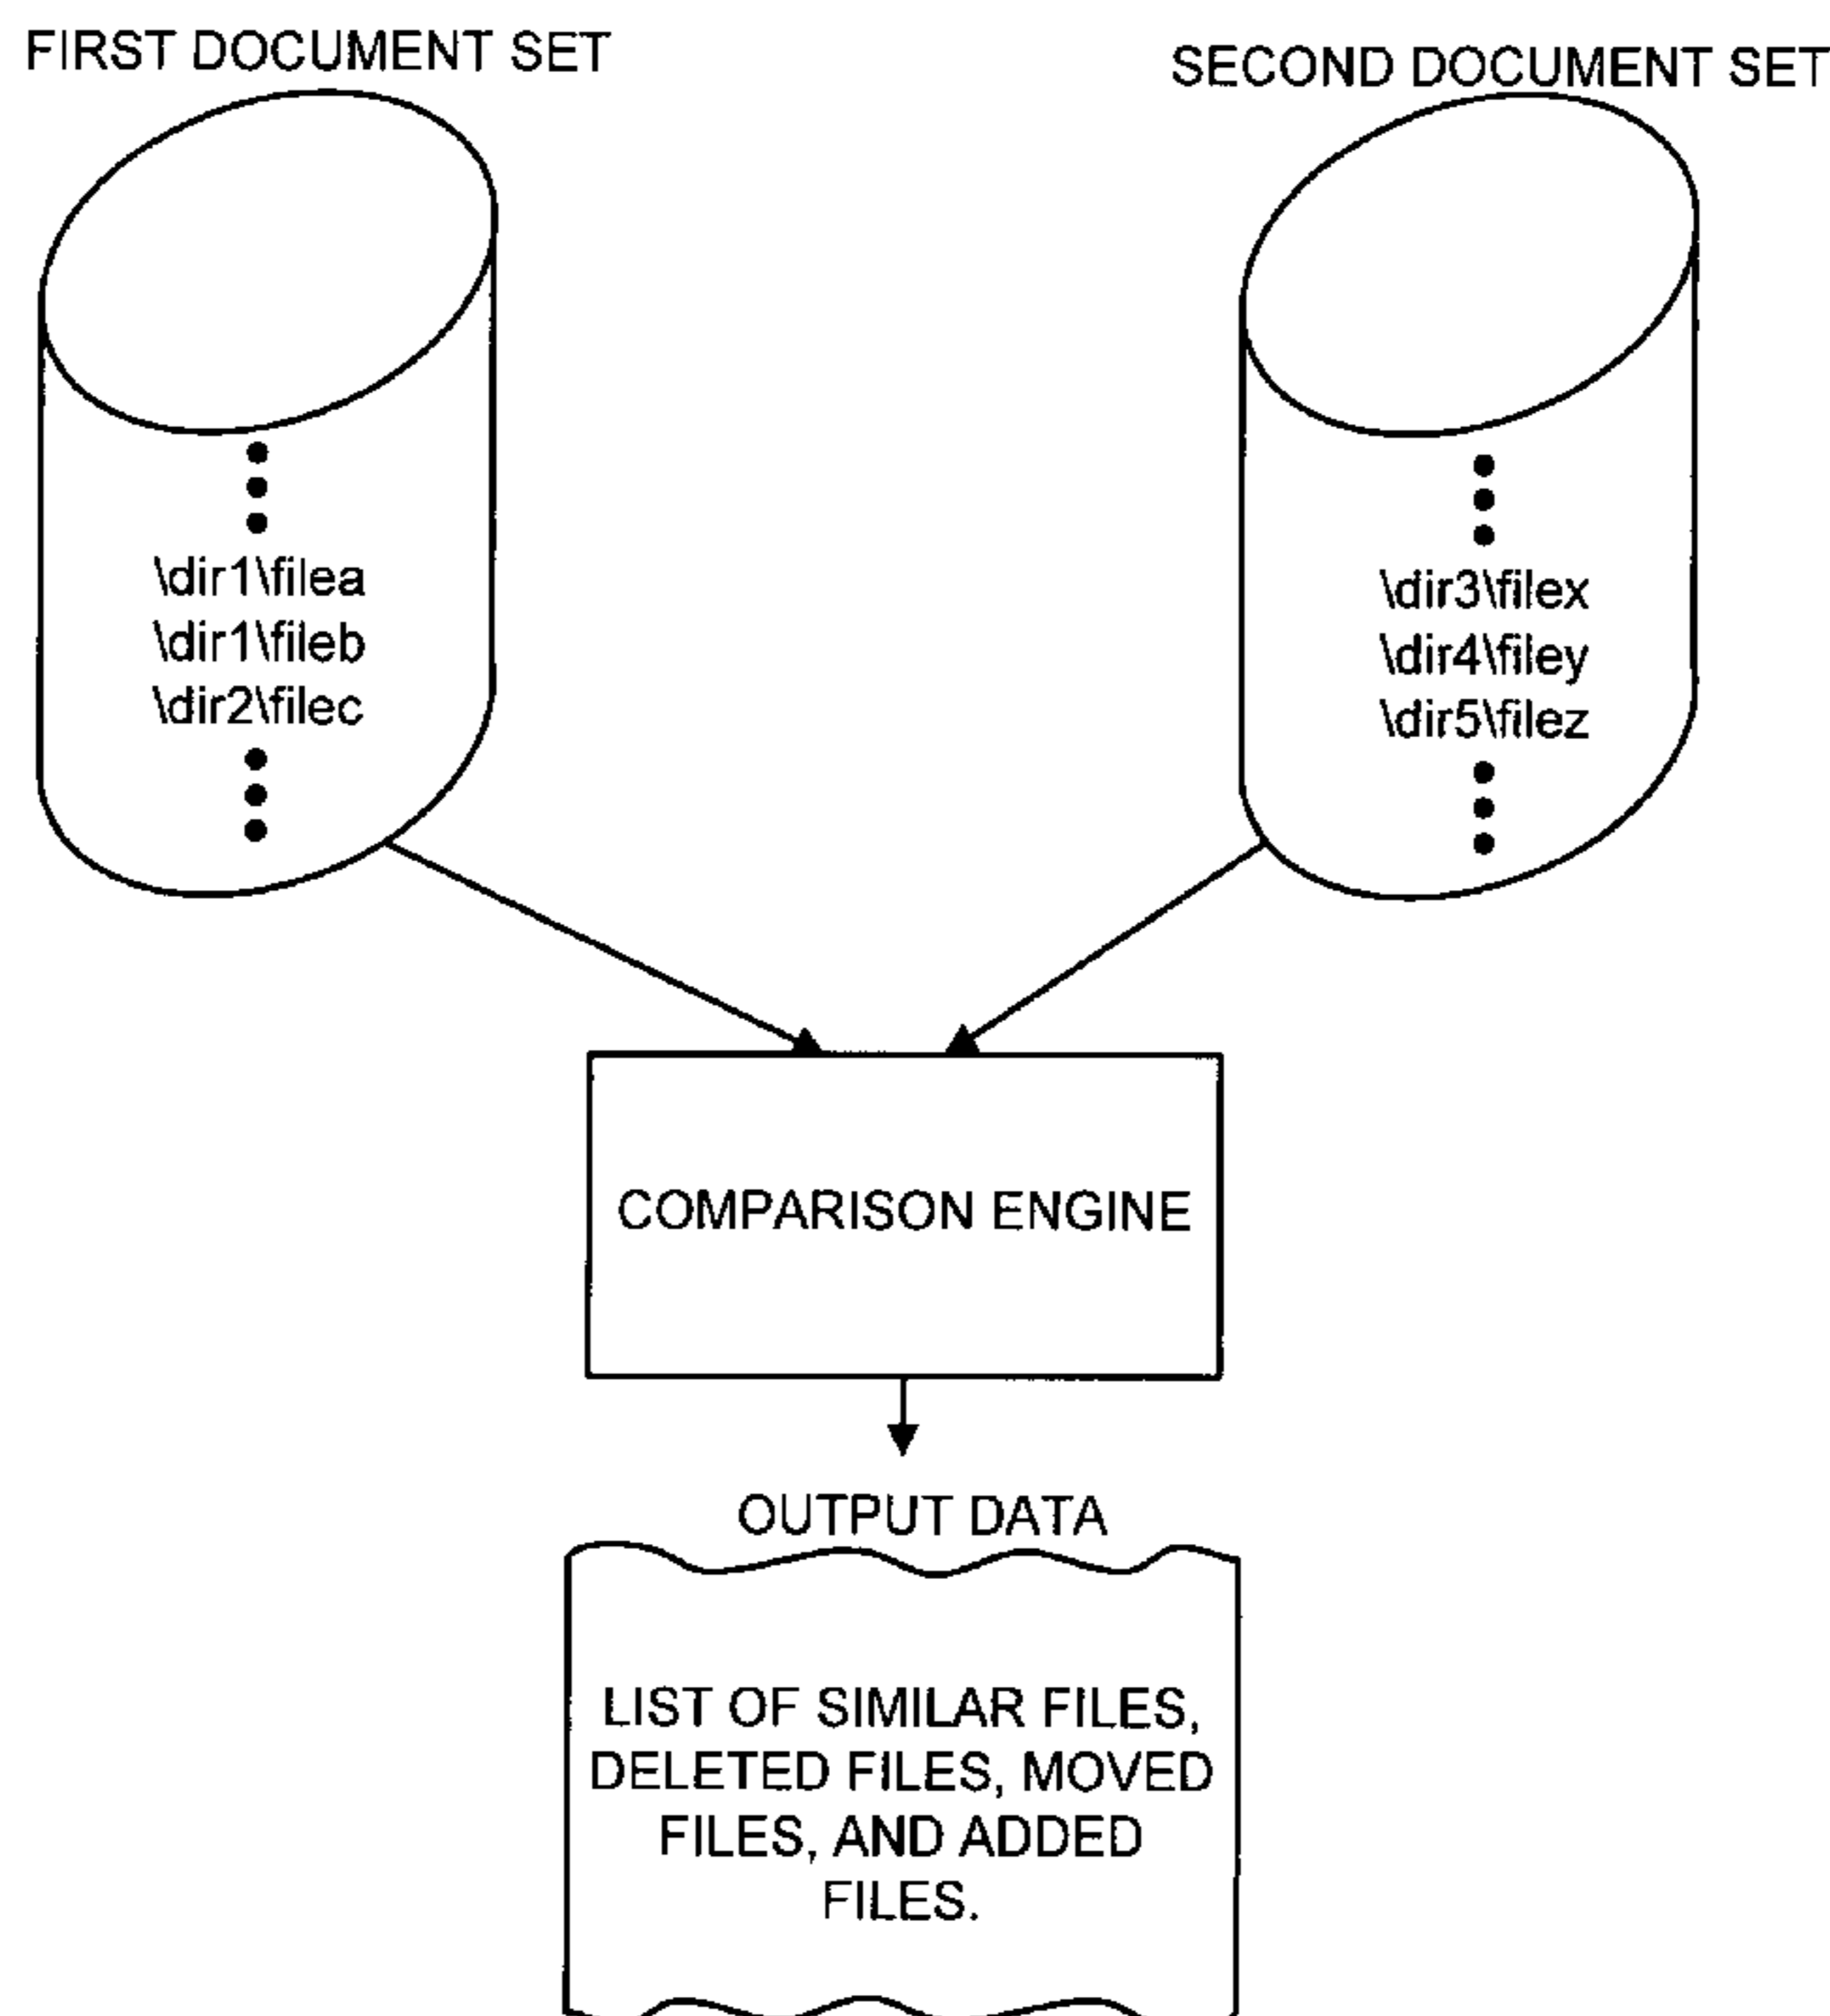 FIRST DOCUMENT SET
SECOND DOCUMENT SET
\dir1\filea
\dir1\fileb
\dir2\filec
\dir3\filex
\dir4\filey
\dir5\filez
COMPARISON ENGINE
OUTPUT DATA
LIST OF SIMILAR FILES,
DELETED FILES, MOVED
FILES, AND ADDED
FILES.